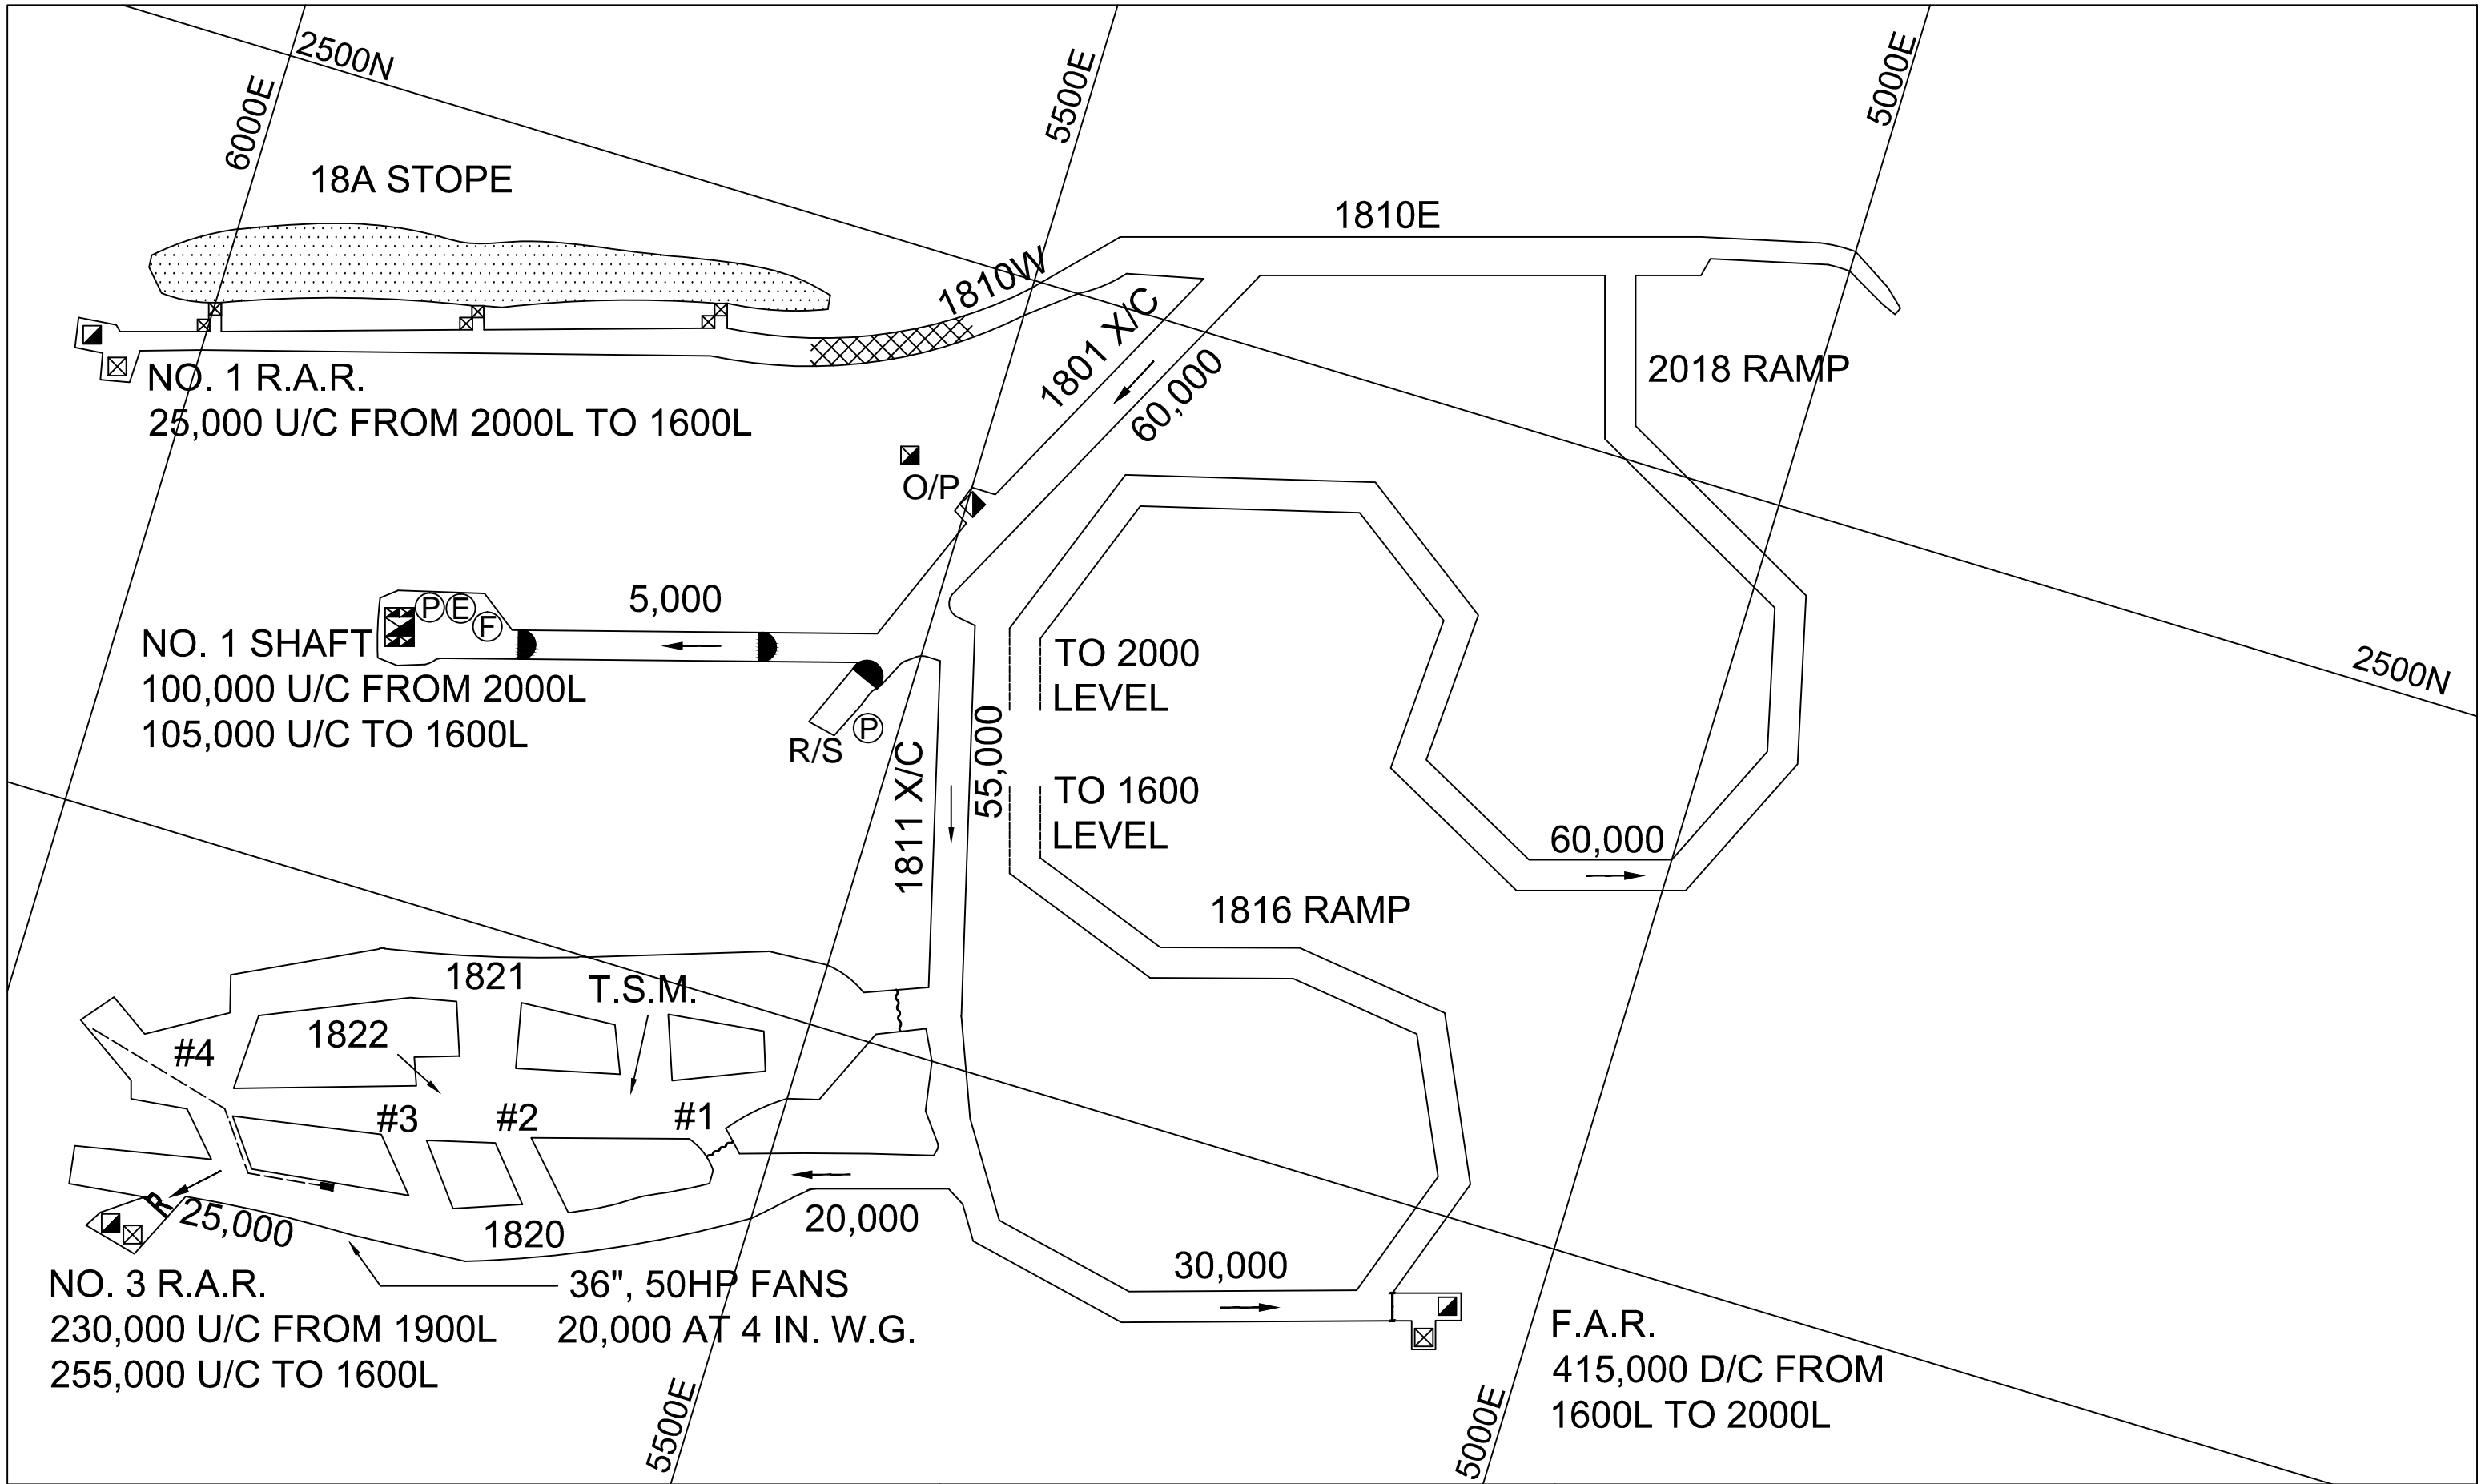 2500N
6000E
5500E
5000E
18A STOPE
1810E
1810W
1801 X/C
60,000
2018 RAMP
NO. 1 R.A.R.
25,000 U/C FROM 2000L TO 1600L
O/P
5,000
P
E
F
NO. 1 SHAFT
100,000 U/C FROM 2000L
105,000 U/C TO 1600L
R/S
P
TO 2000
LEVEL
2500N
55,000
1811 X/C
TO 1600
LEVEL
60,000
1816 RAMP
1821
T.S.M.
1822
#4
#3
#2
#1
R
25,000
1820
20,000
30,000
NO. 3 R.A.R.
230,000 U/C FROM 1900L
255,000 U/C TO 1600L
36", 50HP FANS
20,000 AT 4 IN. W.G.
F.A.R.
415,000 D/C FROM
1600L TO 2000L
5500E
5000E